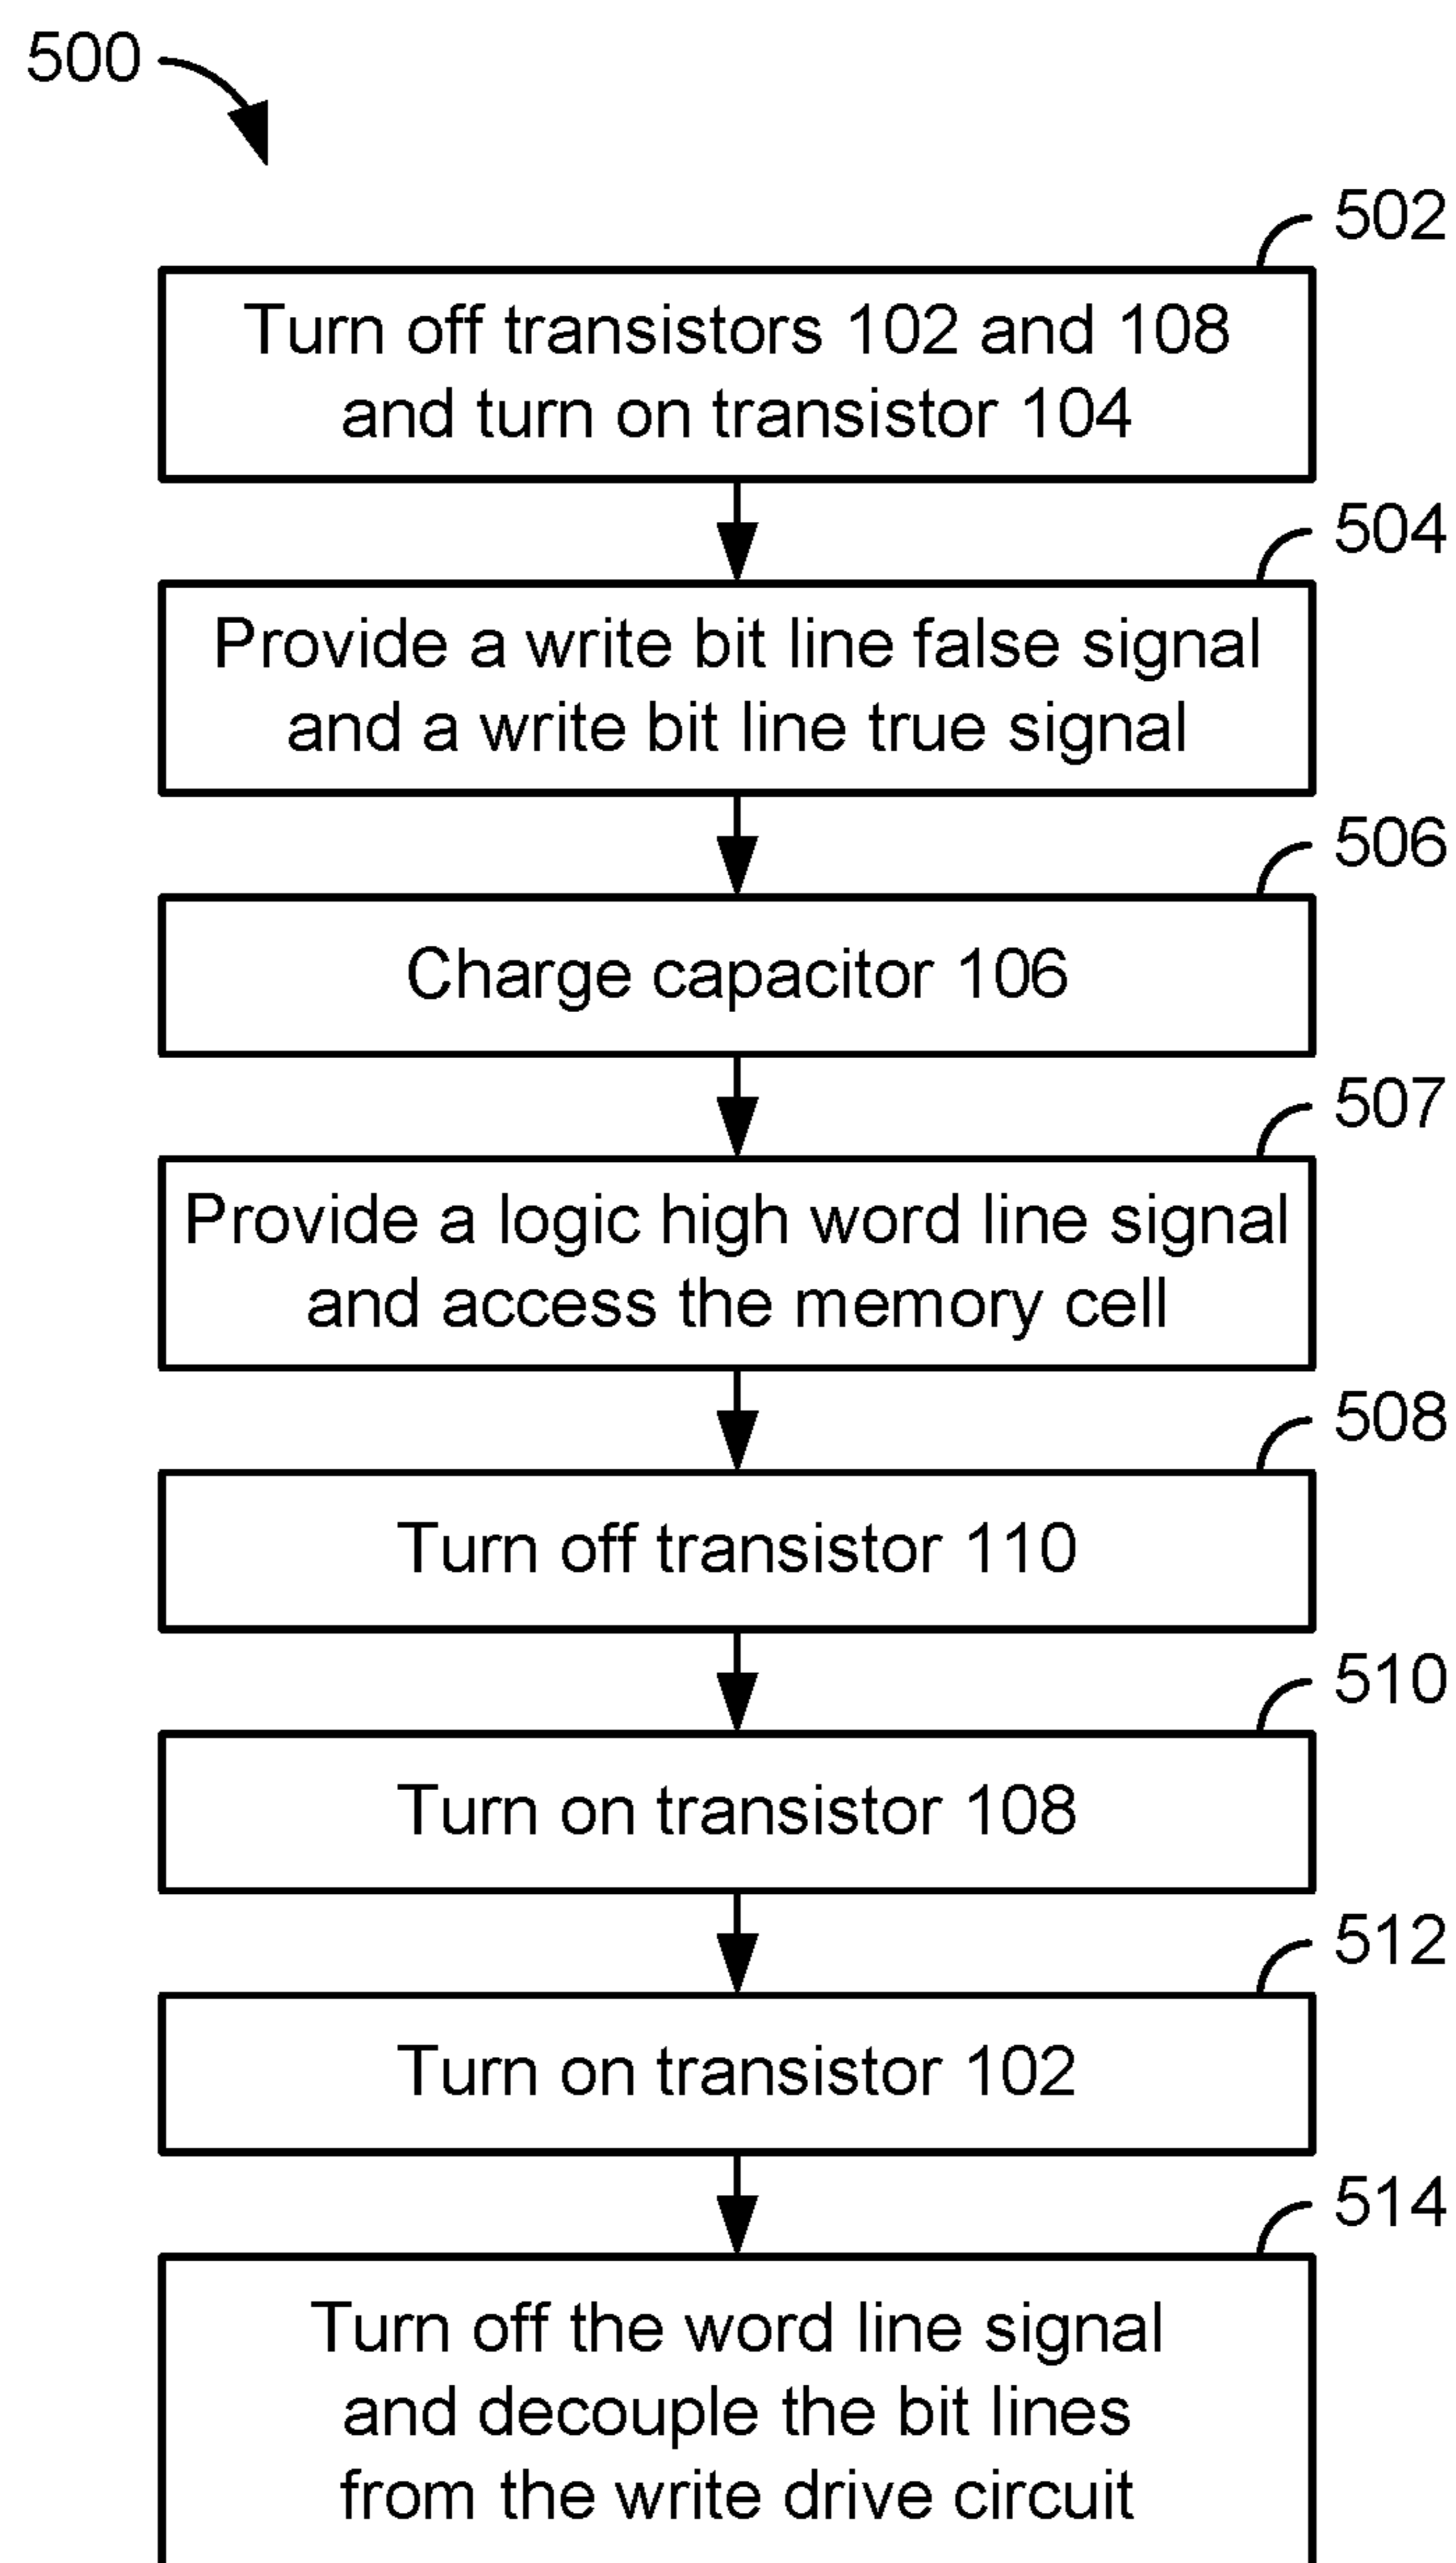 500
502
Turn off transistors 102 and 108
and turn on transistor 104
504
Provide a write bit line false signal
and a write bit line true signal
506
Charge capacitor 106
507
Provide a logic high word line signal
and access the memory cell
508
Turn off transistor 110
510
Turn on transistor 108
512
Turn on transistor 102
514
Turn off the word line signal
and decouple the bit lines
from the write drive circuit